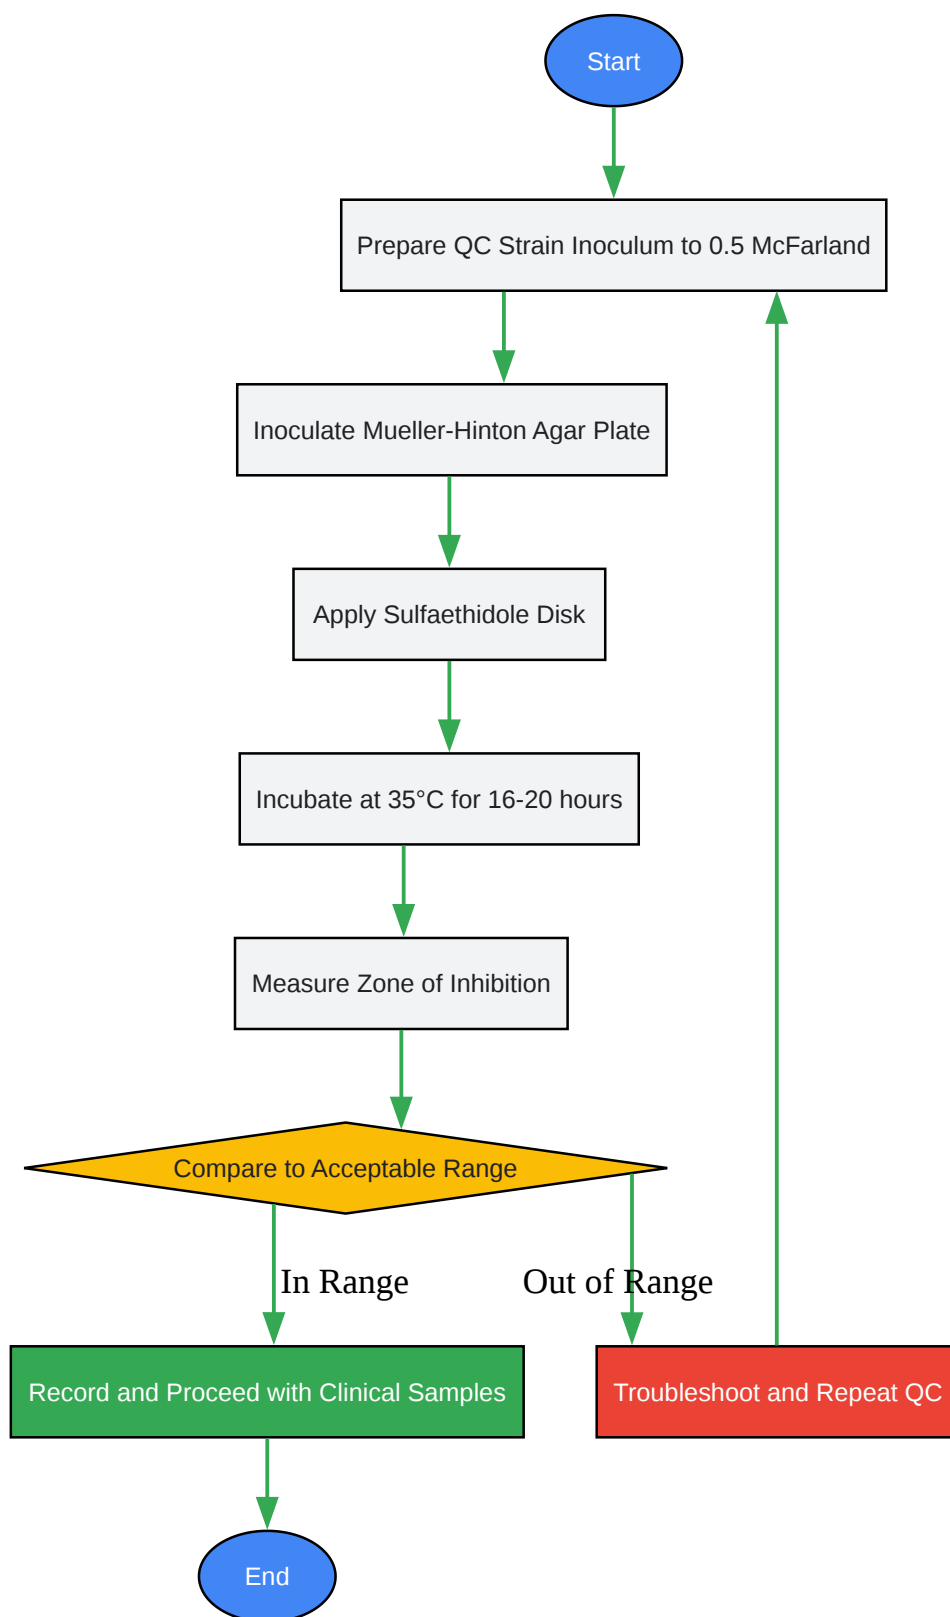 Start
Prepare QC Strain Inoculum to 0.5 McFarland
Inoculate Mueller-Hinton Agar Plate
Apply Sulfaethidole Disk
Incubate at 35°C for 16-20 hours
Measure Zone of Inhibition
Compare to Acceptable Range
In Range
Out of Range
Record and Proceed with Clinical Samples
Troubleshoot and Repeat QC
End